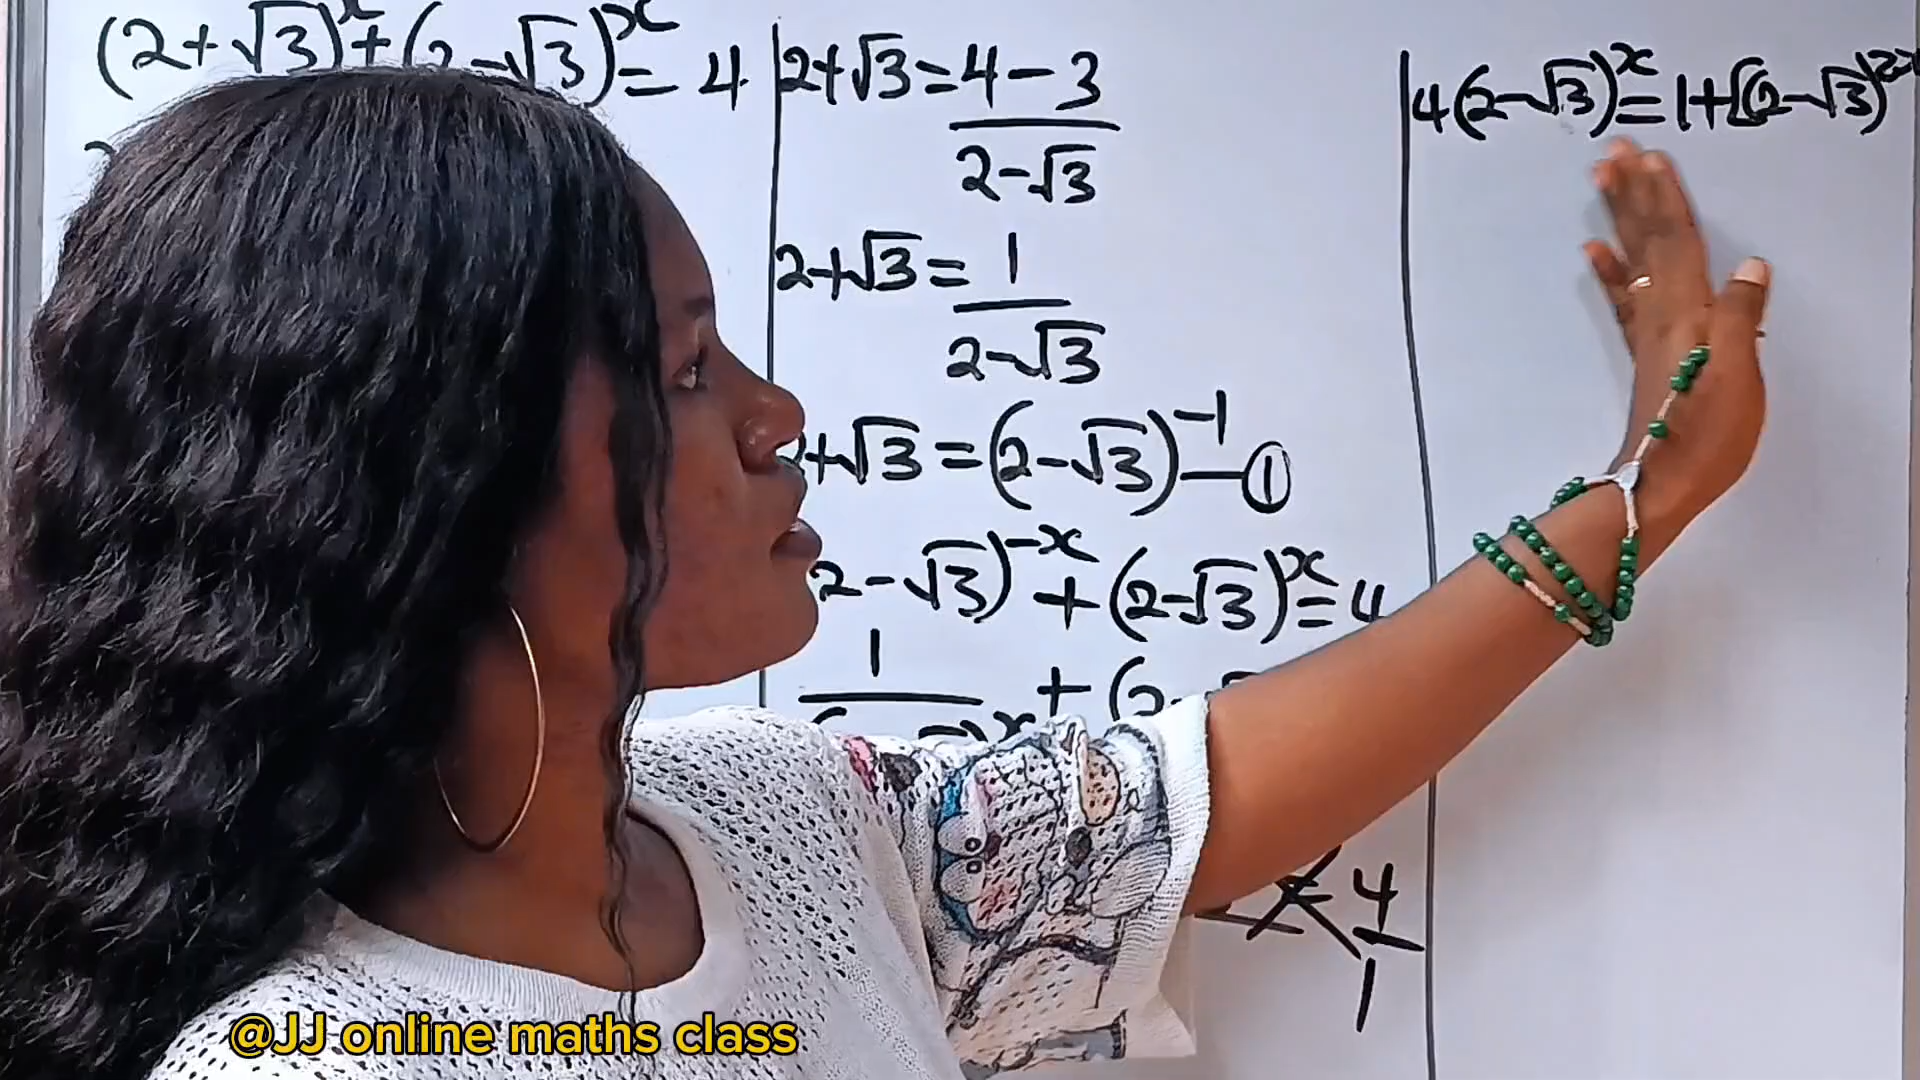 (2+√3)^x+(2-√3)^x=4
2+√3=4-3
2-√3
2+√3=1
2-√3
2+√3=(2-√3)^-1—①
2-√3)^-x+(2-√3)^x=4
1
+(2-
x
=4
1
4(2-√3)^x=1+[(2-√3)^2x
@JJ online maths class